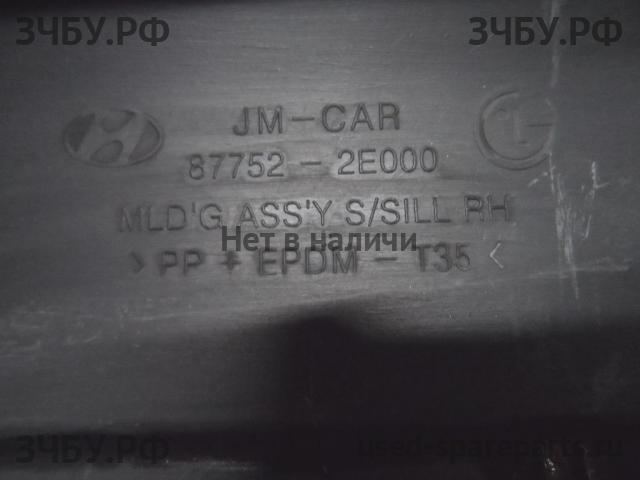 ЗЧБУ.РФ ЗЧБУ.РФ
JM-CAR
87752-2E000
MLD'G ASS'Y S/SILL RH
Нет в наличии
>PP + EPDM - T35<
ЗЧБУ.РФ used-spareparts.ru